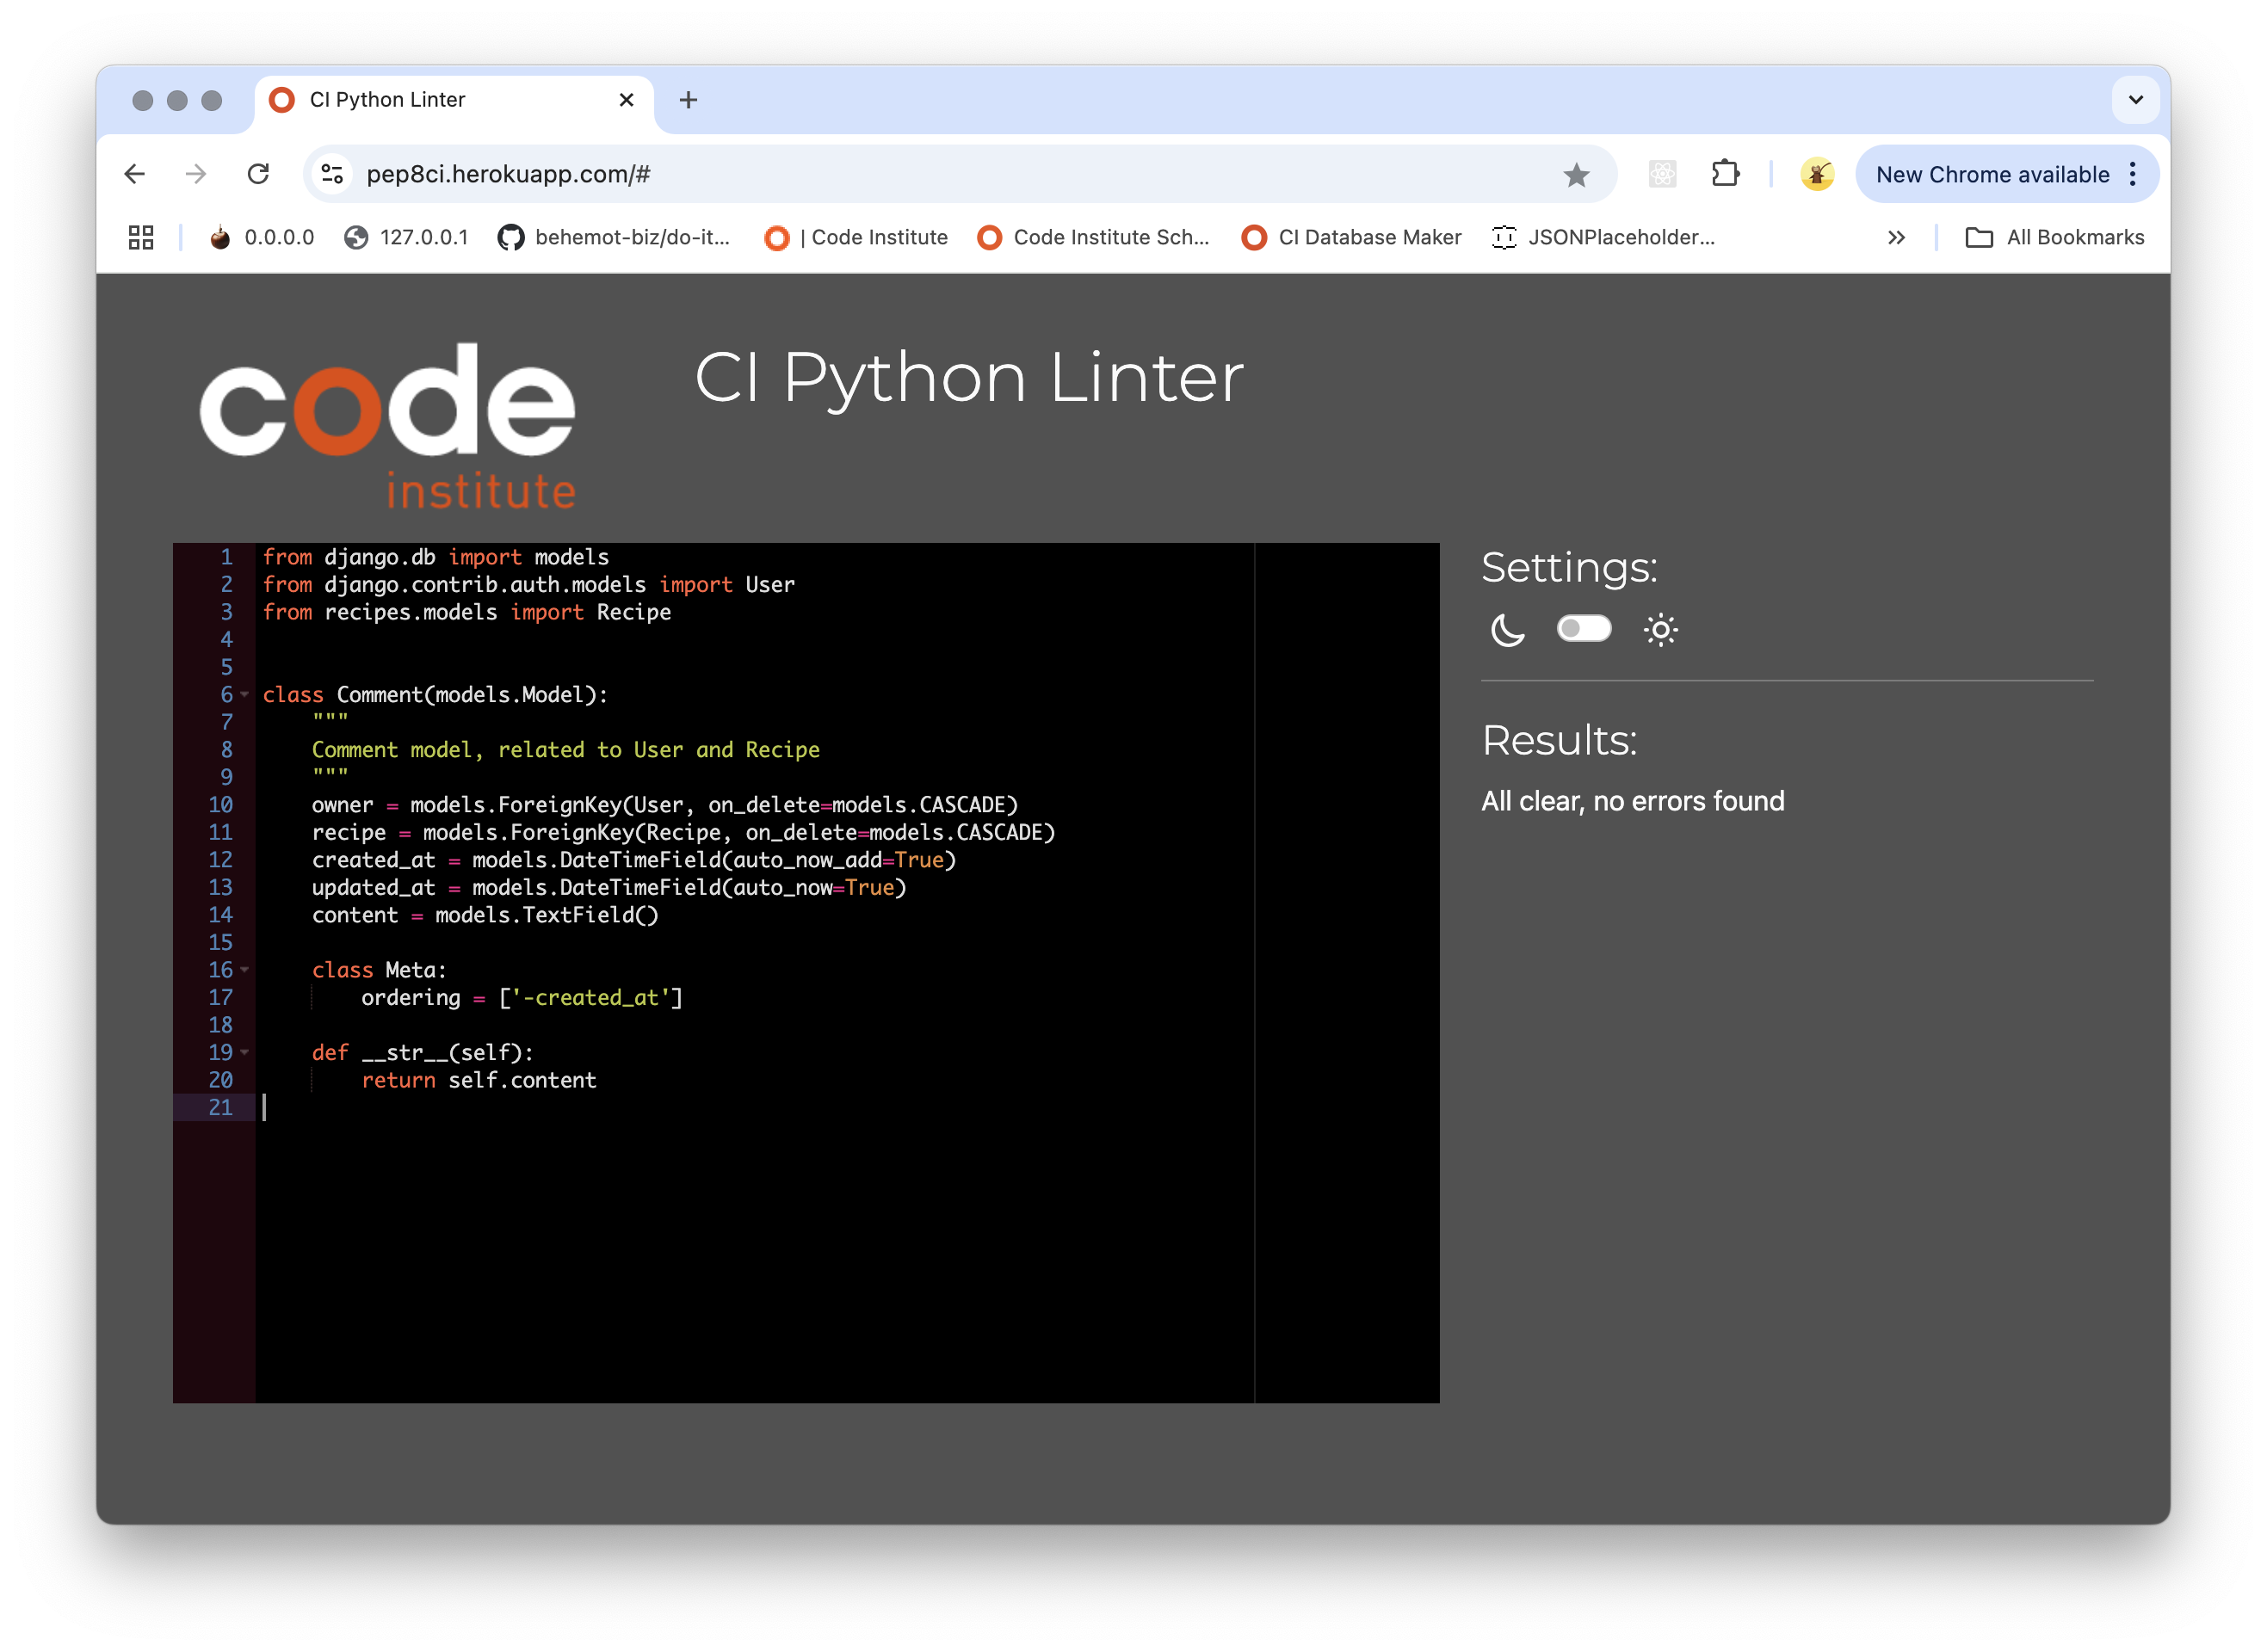 CI Python Linter
pep8ci.herokuapp.com/#
New Chrome available
0.0.0.0
127.0.0.1
behemot-biz/do-it...
| Code Institute
Code Institute Sch...
CI Database Maker
JSONPlaceholder...
All Bookmarks
code
institute
CI Python Linter
1 from django.db import models
2 from django.contrib.auth.models import User
3 from recipes.models import Recipe
4
5
6 class Comment(models.Model):
7     """
8     Comment model, related to User and Recipe
9     """
10     owner = models.ForeignKey(User, on_delete=models.CASCADE)
11     recipe = models.ForeignKey(Recipe, on_delete=models.CASCADE)
12     created_at = models.DateTimeField(auto_now_add=True)
13     updated_at = models.DateTimeField(auto_now=True)
14     content = models.TextField()
15
16     class Meta:
17         ordering = ['-created_at']
18
19     def __str__(self):
20         return self.content
21
Settings:
Results:
All clear, no errors found